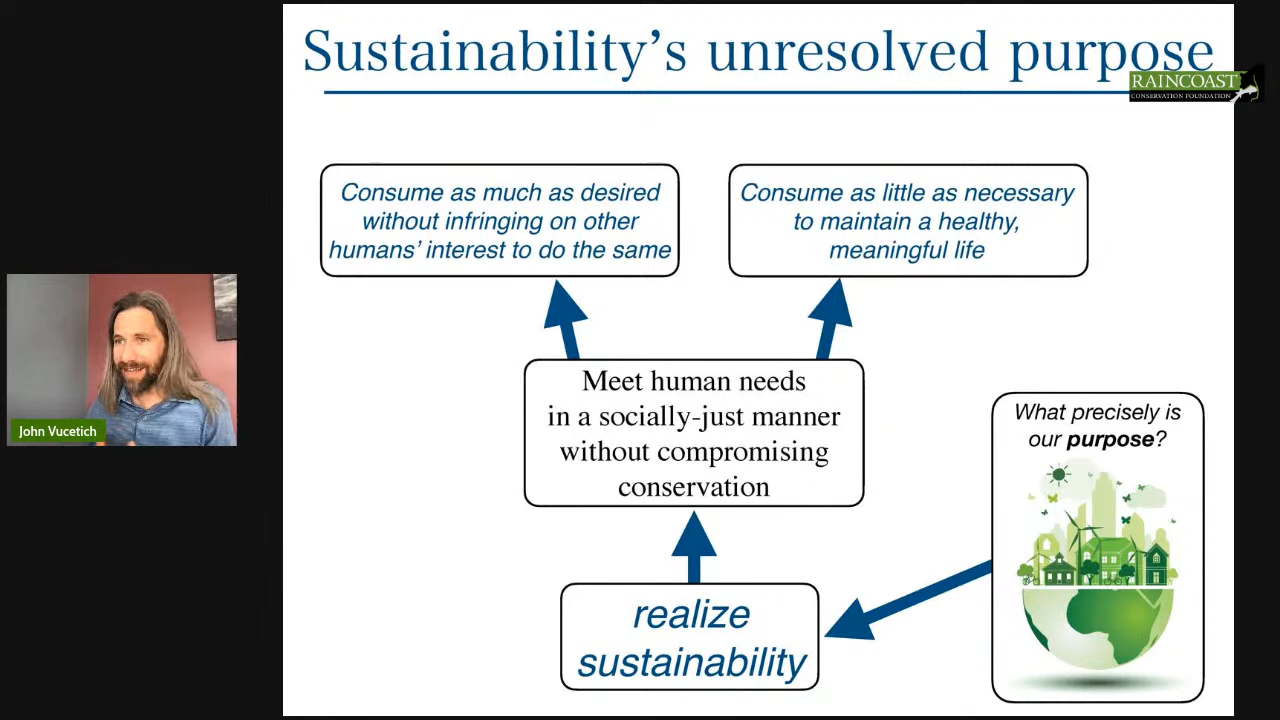 Sustainability's unresolved purpose
RAINCOAST
CONSERVATION FOUNDATION
Consume as much as desired
without infringing on other
humans' interest to do the same
Consume as little as necessary
to maintain a healthy,
meaningful life
Meet human needs
in a socially-just manner
without compromising
conservation
What precisely is
our purpose?
realize
sustainability
John Vucetich